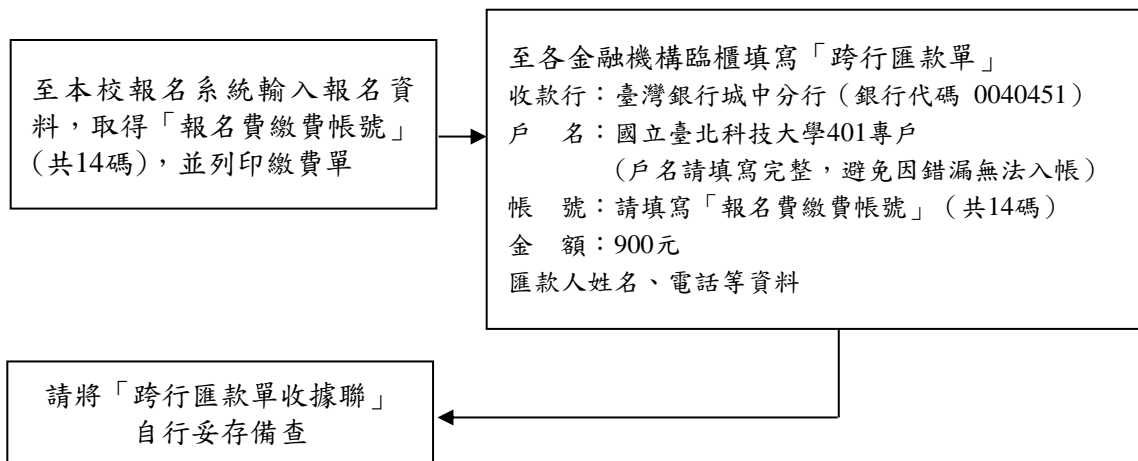 至本校報名系統輸入報名資
料，取得「報名費繳費帳號」
(共14碼)，並列印繳費單
至各金融機構臨櫃填寫「跨行匯款單」
收款行：臺灣銀行城中分行（銀行代碼 0040451）
戶　名：國立臺北科技大學401專戶
（戶名請填寫完整，避免因錯漏無法入帳）
帳　號：請填寫「報名費繳費帳號」（共14碼）
金　額：900元
匯款人姓名、電話等資料
請將「跨行匯款單收據聯」
自行妥存備查